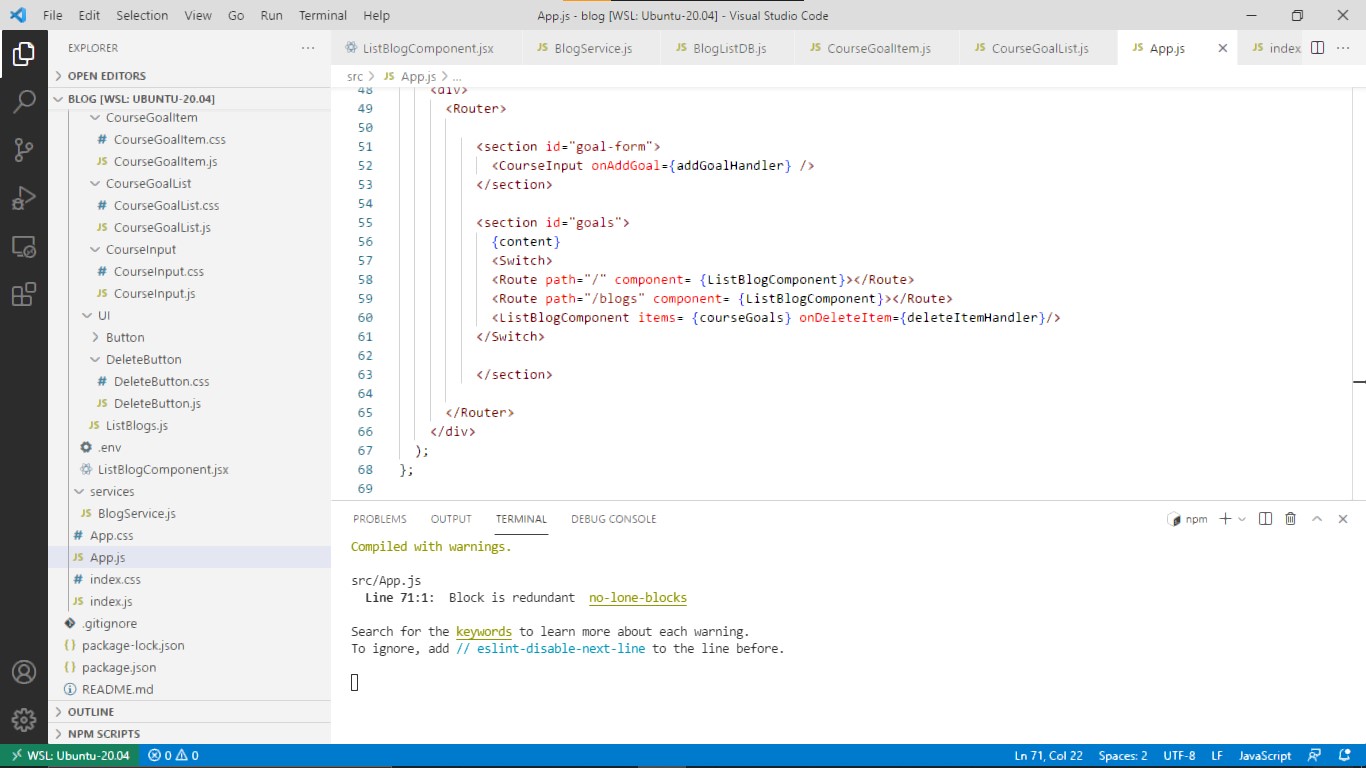 File Edit Selection View Go Run Terminal Help App.js - blog [WSL: Ubuntu-20.04] - Visual Studio Code
EXPLORER
OPEN EDITORS
BLOG [WSL: UBUNTU-20.04]
CourseGoalItem
# CourseGoalItem.css
JS CourseGoalItem.js
CourseGoalList
# CourseGoalList.css
JS CourseGoalList.js
CourseInput
# CourseInput.css
JS CourseInput.js
UI
Button
DeleteButton
# DeleteButton.css
JS DeleteButton.js
JS ListBlogs.js
.env
ListBlogComponent.jsx
services
JS BlogService.js
# App.css
JS App.js
# index.css
JS index.js
.gitignore
{} package-lock.json
{} package.json
README.md
OUTLINE
NPM SCRIPTS
ListBlogComponent.jsx JS BlogService.js JS BlogListDB.js JS CourseGoalItem.js JS CourseGoalList.js JS App.js JS index
src > JS App.js > ...
48 <div>
49 <Router>
50
51 <section id="goal-form">
52 <CourseInput onAddGoal={addGoalHandler} />
53 </section>
54
55 <section id="goals">
56 {content}
57 <Switch>
58 <Route path="/" component= {ListBlogComponent}></Route>
59 <Route path="/blogs" component= {ListBlogComponent}></Route>
60 <ListBlogComponent items= {courseGoals} onDeleteItem={deleteItemHandler}/>
61 </Switch>
62
63 </section>
64
65 </Router>
66 </div>
67 );
68 };
69
PROBLEMS OUTPUT TERMINAL DEBUG CONSOLE npm
Compiled with warnings.
src/App.js
Line 71:1: Block is redundant no-lone-blocks
Search for the keywords to learn more about each warning.
To ignore, add // eslint-disable-next-line to the line before.
WSL: Ubuntu-20.04 0 0 Ln 71, Col 22 Spaces: 2 UTF-8 LF JavaScript